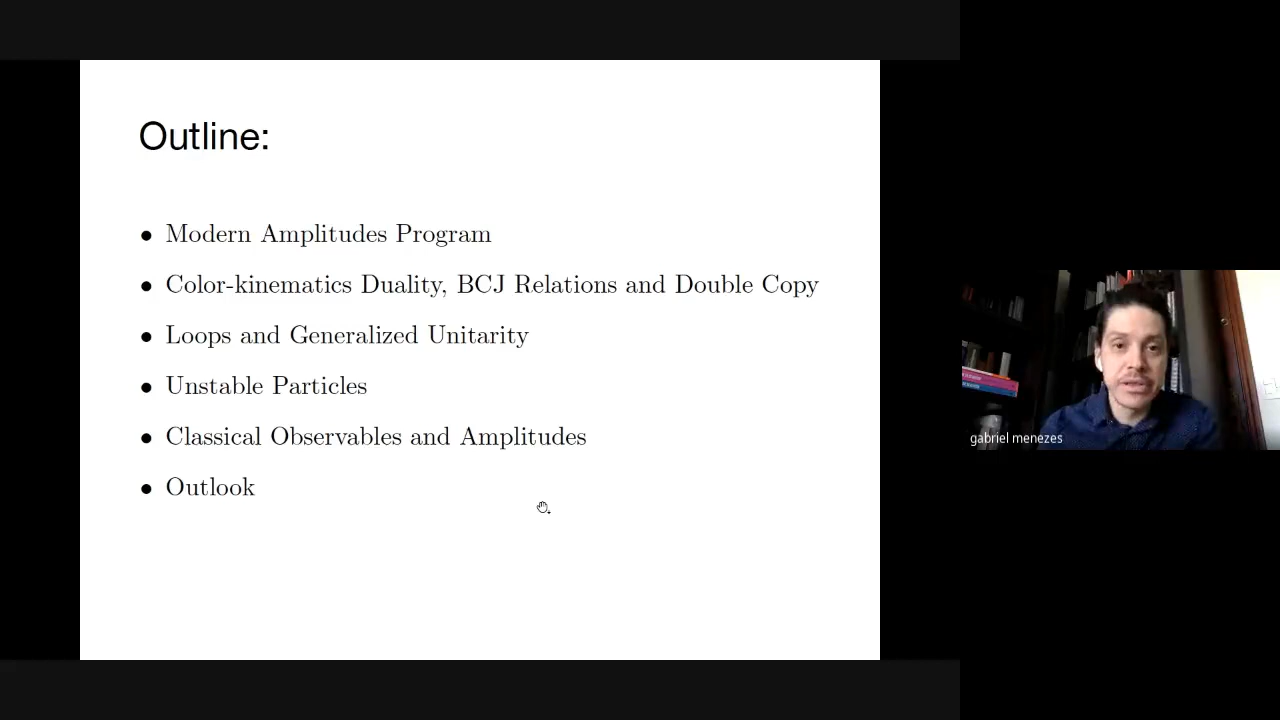 Outline:
• Modern Amplitudes Program
• Color-kinematics Duality, BCJ Relations and Double Copy
• Loops and Generalized Unitarity
• Unstable Particles
• Classical Observables and Amplitudes
• Outlook
gabriel menezes